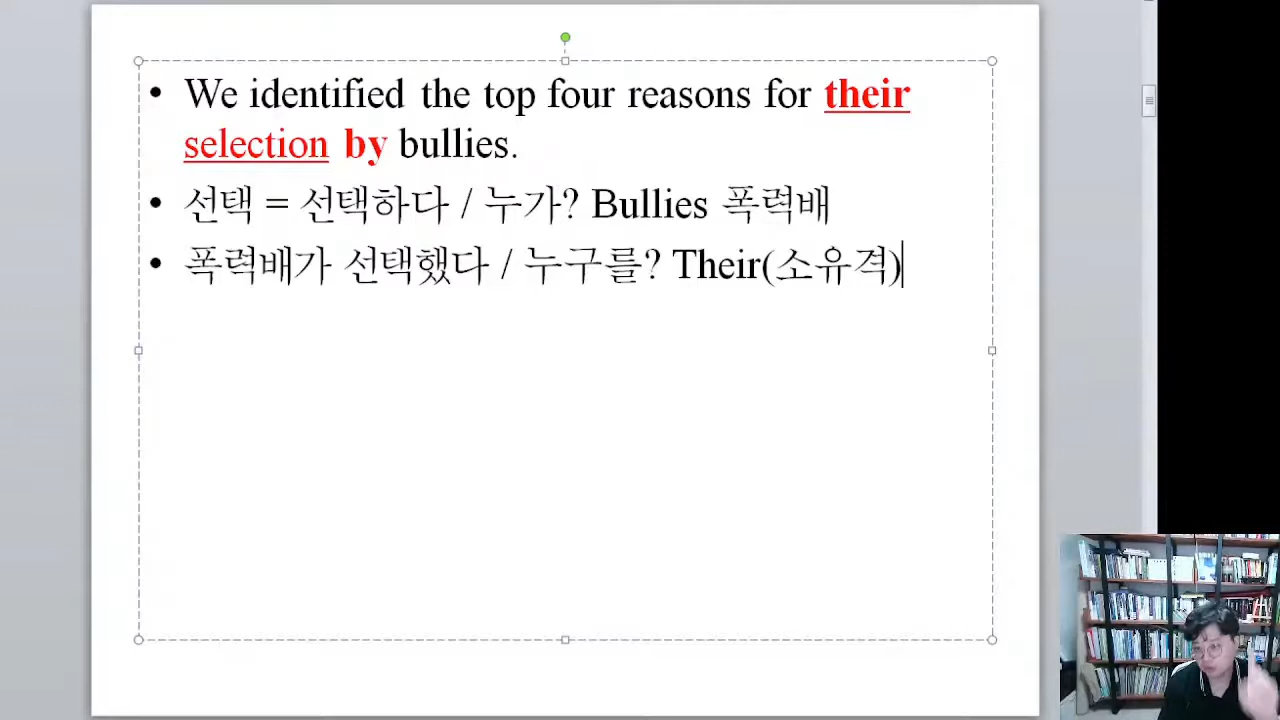 • We identified the top four reasons for their
selection by bullies.
• 선택 = 선택하다 / 누가? Bullies 폭력배
• 폭력배가 선택했다 / 누구를? Their(소유격)